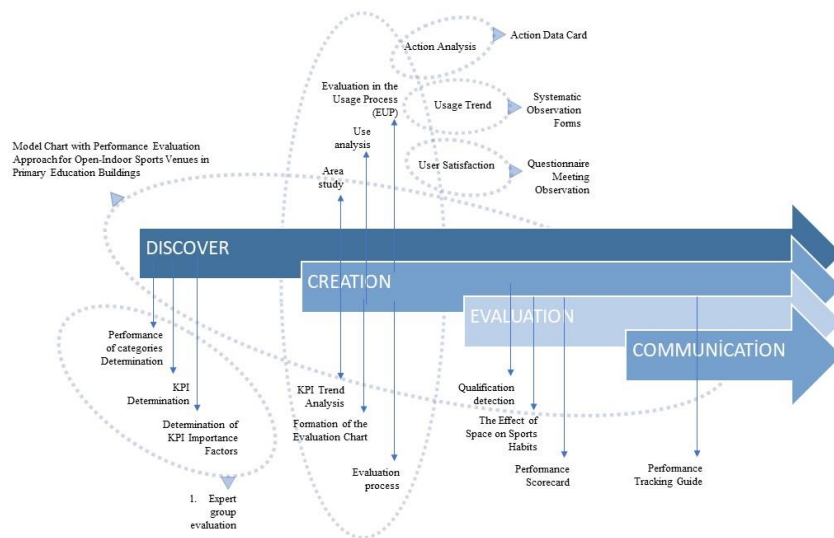 Action Analysis
Action Data Card
Evaluation in the
Usage Process
(EUP)
Usage Trend
Systematic
Observation
Forms
Use
analysis
Model Chart with Performance Evaluation
Approach for Open-Indoor Sports Venues in
Primary Education Buildings
Area
study
User Satisfaction
Questionnaire
Meeting
Observation
DISCOVER
CREATION
EVALUATION
COMMUNİCATİON
Performance
of categories
Determination
KPI
Determination
Determination of
KPI Importance
Factors
1. Expert
group
evaluation
KPI Trend
Analysis
Formation of the
Evaluation Chart
Evaluation
process
Qualification
detection
The Effect of
Space on Sports
Habits
Performance
Scorecard
Performance
Tracking Guide